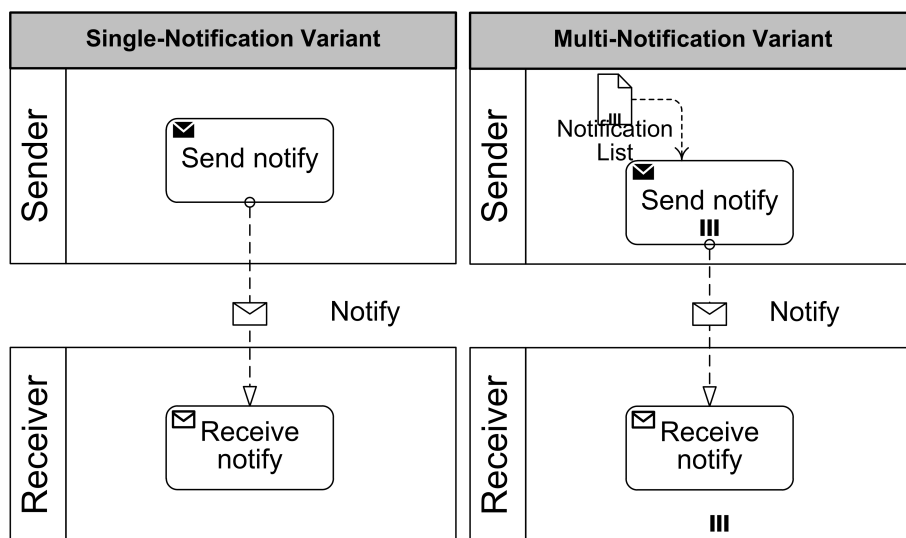 Single-Notification Variant
Sender
Send notify
Notify
Receiver
Receive
notify
Multi-Notification Variant
Sender
Notification
List
Send notify
Notify
Receiver
Receive
notify